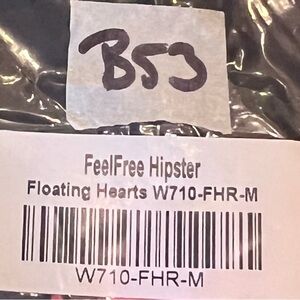 B53
FeelFree Hipster
Floating Hearts W710-FHR-M
W710-FHR-M